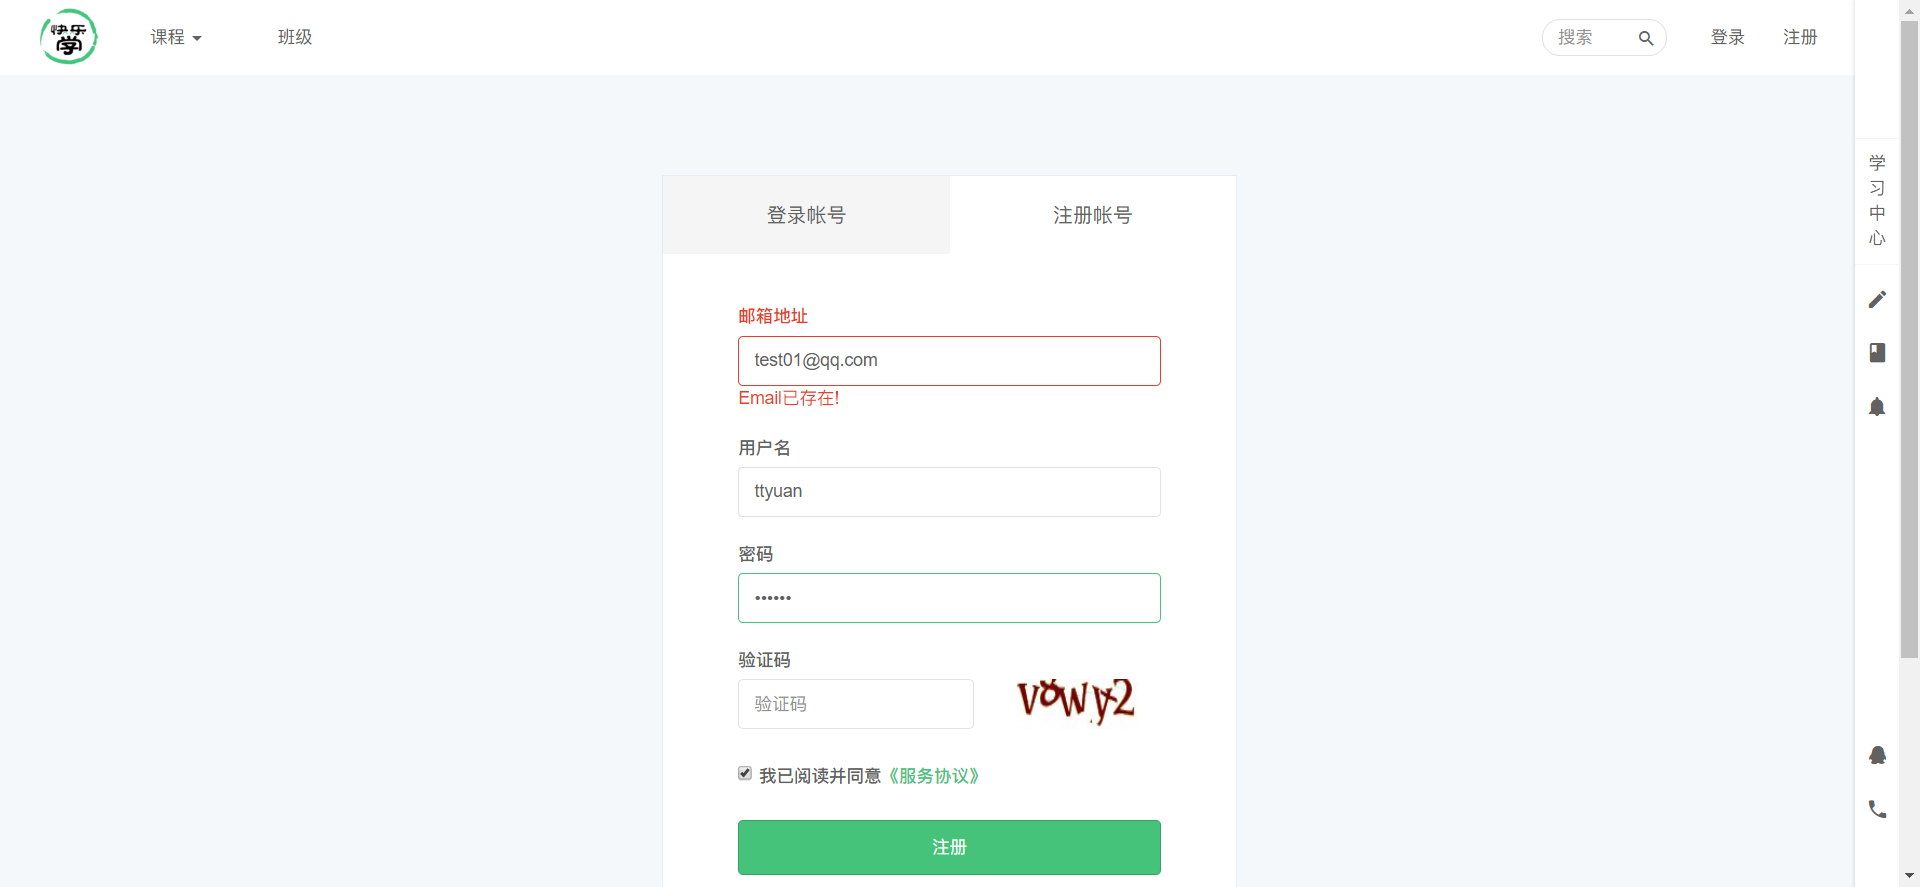 快乐
学
课程
班级
搜索
登录
注册
学
习
中
心
登录帐号
注册帐号
邮箱地址
test01@qq.com
Email已存在!
用户名
ttyuan
密码
••••••
验证码
验证码
vowy2
我已阅读并同意《服务协议》
注册